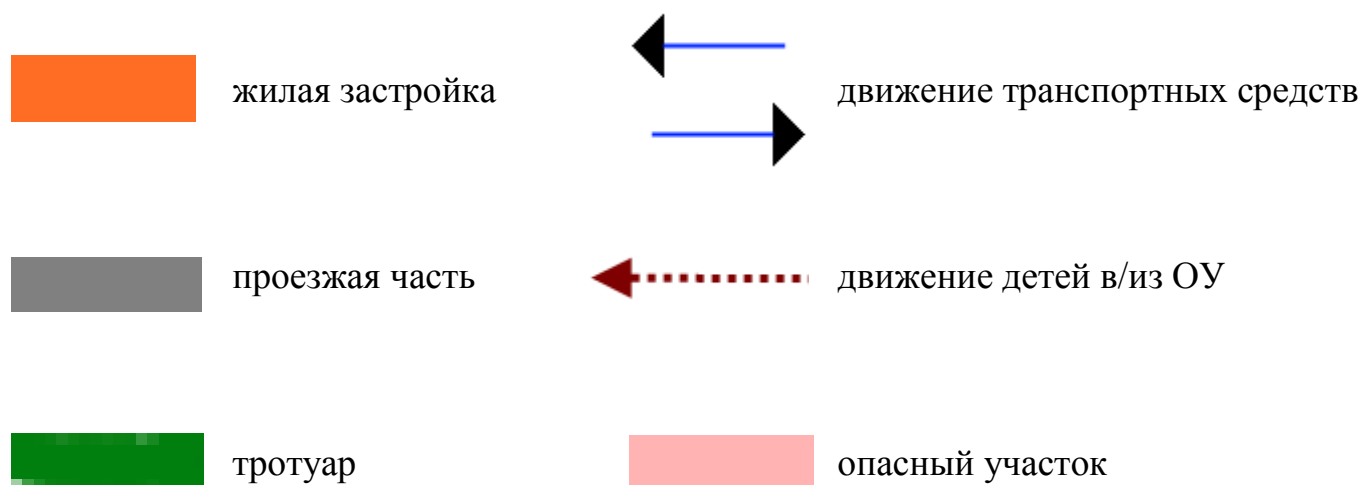 жилая застройка
движение транспортных средств
проезжая часть
движение детей в/из ОУ
тротуар
опасный участок